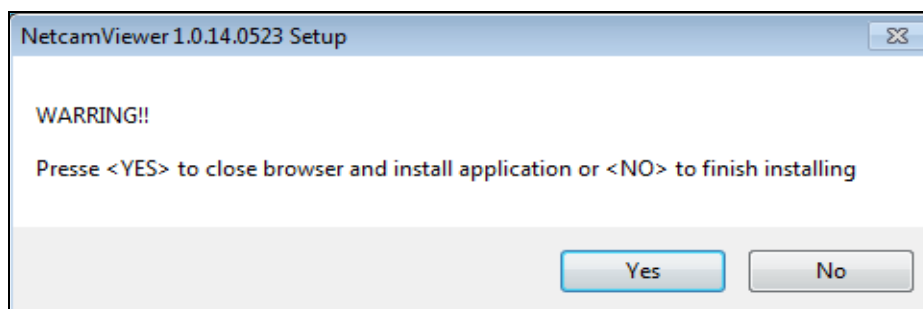 NetcamViewer 1.0.14.0523 Setup
WARRING!!
Presse <YES> to close browser and install application or <NO> to finish installing
Yes No